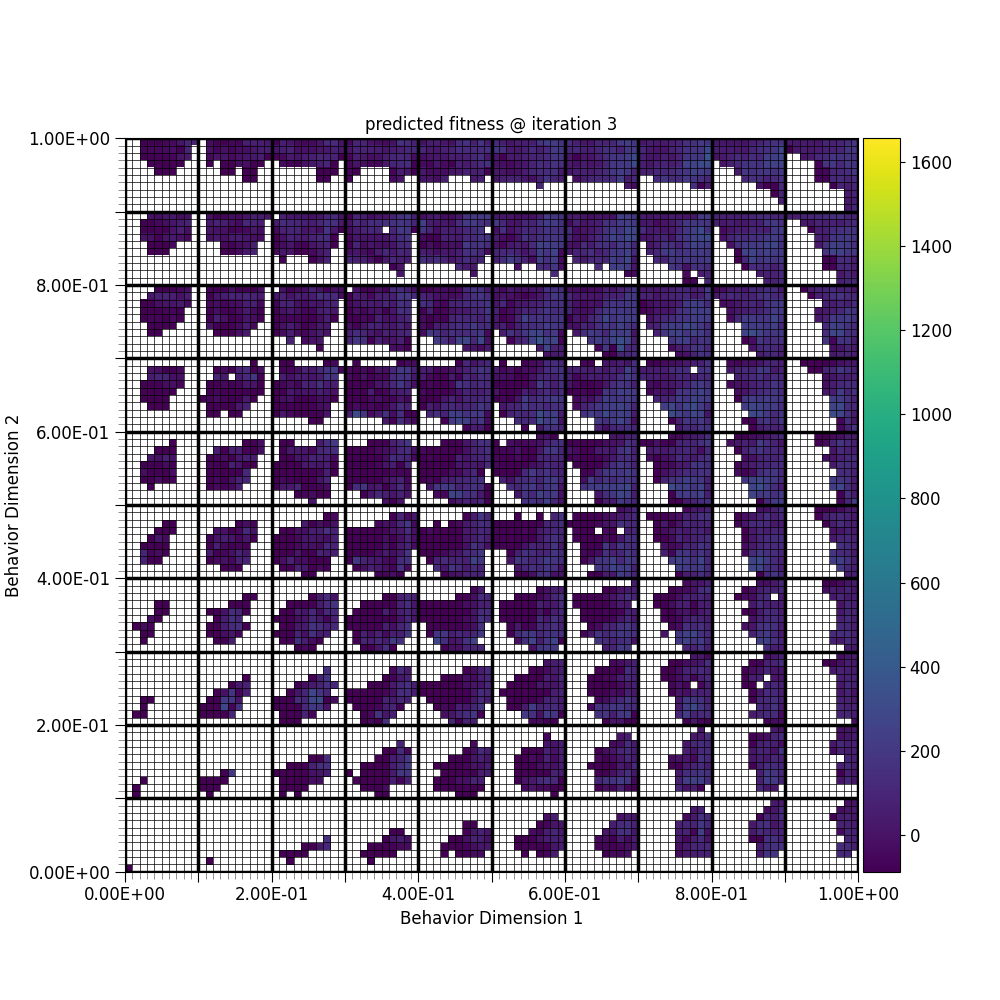 predicted fitness @ iteration 3
1.00E+00
8.00E-01
6.00E-01
4.00E-01
2.00E-01
0.00E+00
Behavior Dimension 2
0.00E+00 2.00E-01 4.00E-01 6.00E-01 8.00E-01 1.00E+00
Behavior Dimension 1
1600
1400
1200
1000
800
600
400
200
0